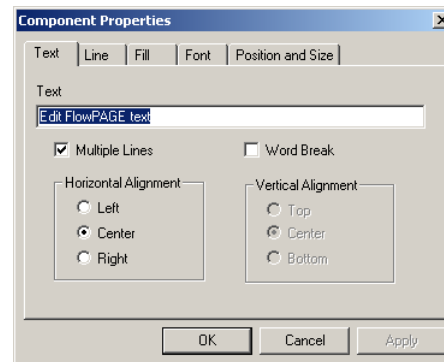 Component Properties
Text Line Fill Font Position and Size
Text
Edit FlowPAGE text
Multiple Lines Word Break
Horizontal Alignment Vertical Alignment
Left Top
Center Center
Right Bottom
OK Cancel Apply